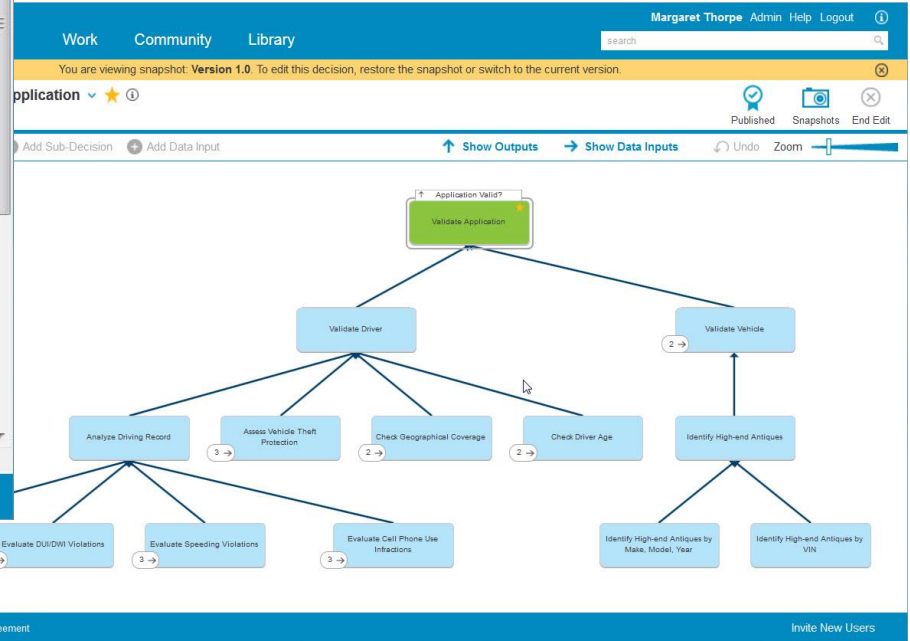 Margaret Thorpe Admin Help Logout
Work Community Library
search
You are viewing snapshot: Version 1.0. To edit this decision, restore the snapshot or switch to the current version.
pplication
Published Snapshots End Edit
Add Sub-Decision Add Data Input ↑ Show Outputs → Show Data Inputs Undo Zoom
↑ Application Valid?
Validate Application
Validate Driver
Validate Vehicle
2 →
Analyze Driving Record
Assess Vehicle Theft
Protection
3 →
Check Geographical Coverage
2 →
Check Driver Age
2 →
Identify High-end Antiques
Evaluate DUI/DWI Violations
Evaluate Speeding Violations
3 →
Evaluate Cell Phone Use
Infractions
3 →
Identify High-end Antiques by
Make, Model, Year
Identify High-end Antiques by
VIN
eement
Invite New Users